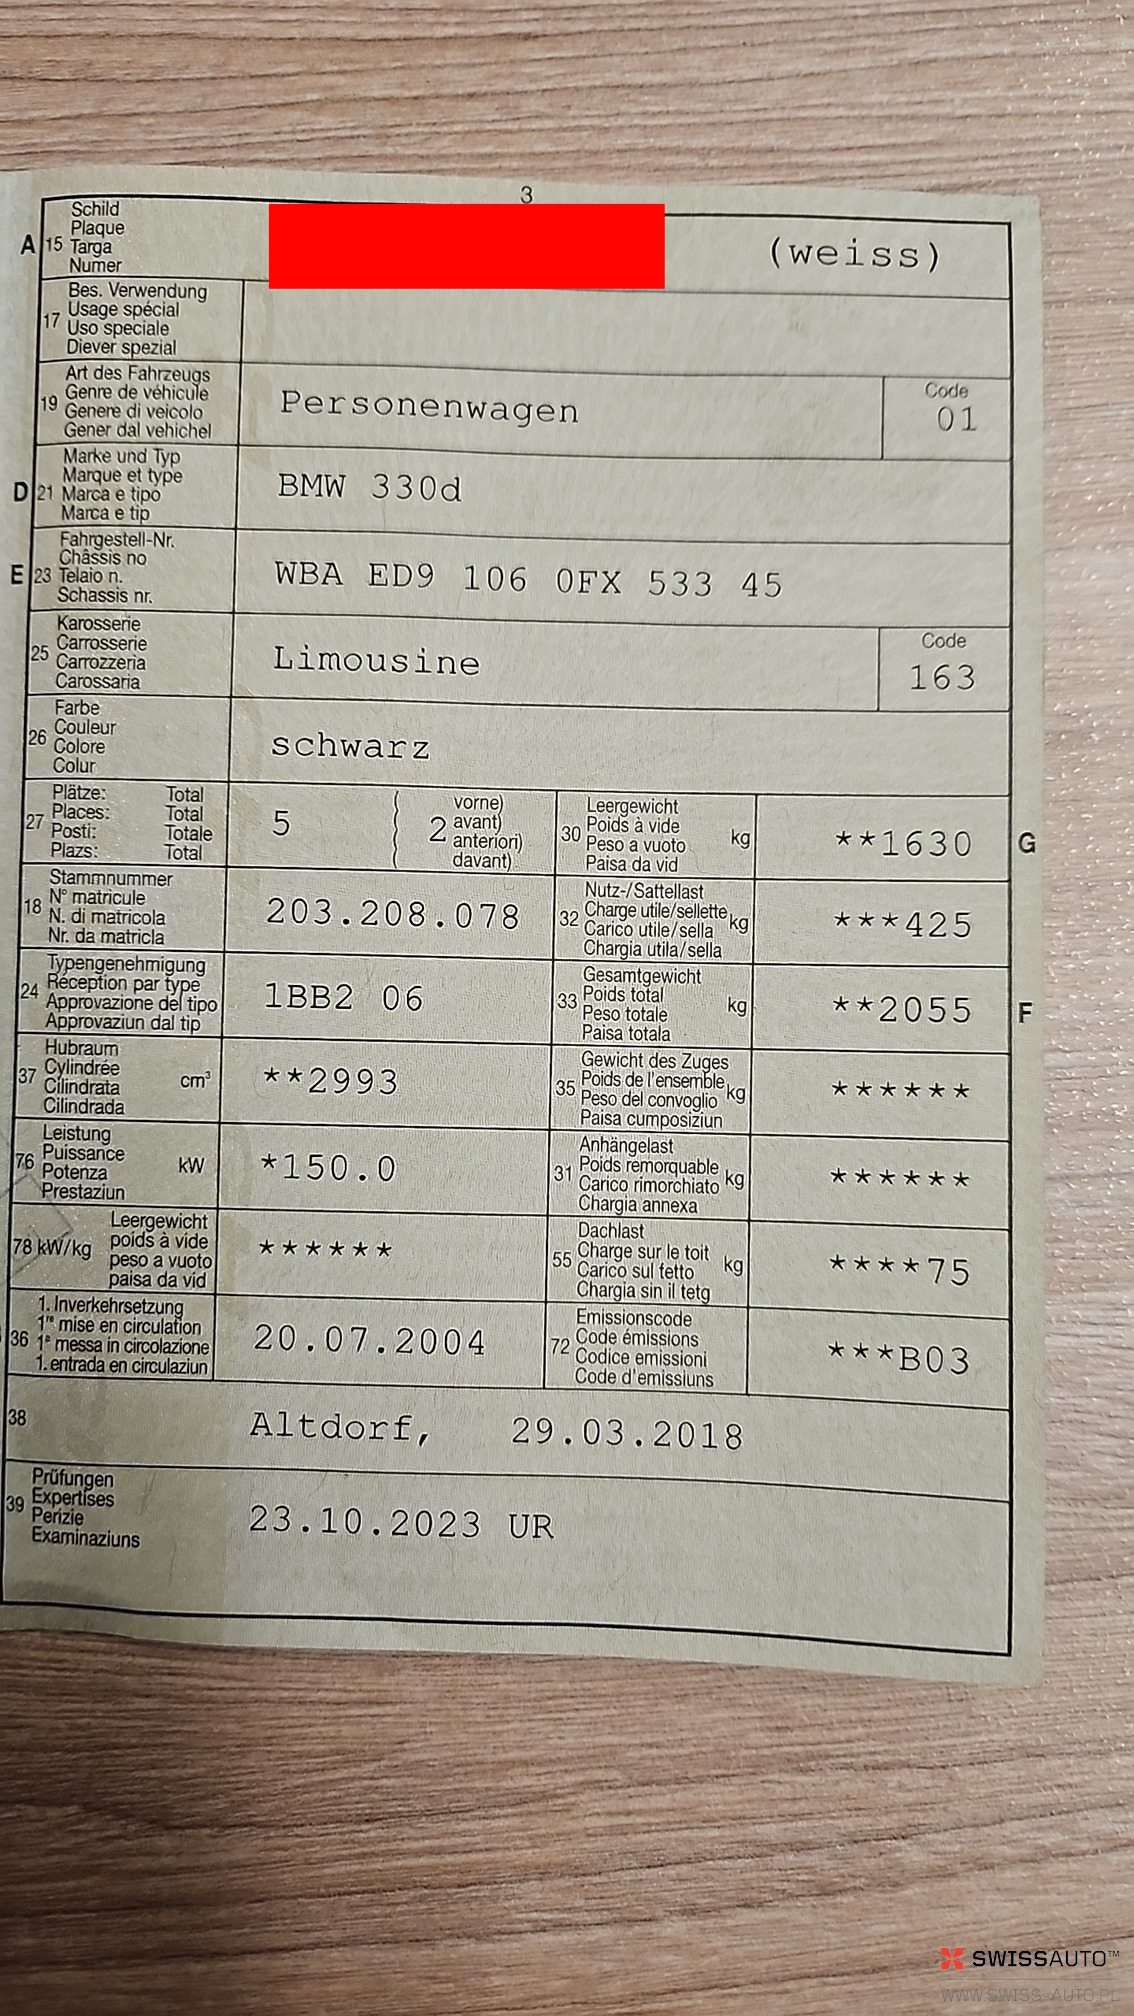 3
A 15 Schild
Plaque
Targa
Numer
(weiss)
17 Bes. Verwendung
Usage spécial
Uso speciale
Diever spezial
19 Art des Fahrzeugs
Genre de véhicule
Genere di veicolo
Gener dal vehichel
Personenwagen
Code
01
D 21 Marke und Typ
Marque et type
Marca e tipo
Marca e tip
BMW 330d
E 23 Fahrgestell-Nr.
Châssis no
Telaio n.
Schassis nr.
WBA ED9 106 0FX 533 45
25 Karosserie
Carrosserie
Carrozzeria
Carossaria
Limousine
Code
163
26 Farbe
Couleur
Colore
Colur
schwarz
27 Plätze: Total
Places: Total
Posti: Totale
Plazs: Total
5 ( 2 vorne)
avant)
anteriori)
davant)
30 Leergewicht
Poids à vide
Peso a vuoto
Paisa da vid
kg **1630 G
18 Stammnummer
N° matricule
N. di matricola
Nr. da matricla
203.208.078
32 Nutz-/Sattellast
Charge utile/sellette
Carico utile/sella
Chargia utila/sella
kg ***425
24 Typengenehmigung
Réception par type
Approvazione del tipo
Approvaziun dal tip
1BB2 06
33 Gesamtgewicht
Poids total
Peso totale
Paisa totala
kg **2055 F
37 Hubraum
Cylindrée
Cilindrata
Cilindrada
cm³ **2993
35 Gewicht des Zuges
Poids de l'ensemble
Peso del convoglio
Paisa cumposiziun
kg ******
76 Leistung
Puissance
Potenza
Prestaziun
kW *150.0
31 Anhängelast
Poids remorquable
Carico rimorchiato
Chargia annexa
kg ******
78 kW/kg Leergewicht
poids à vide
peso a vuoto
paisa da vid
******
55 Dachlast
Charge sur le toit
Carico sul fetto
Chargia sin il tetg
kg ****75
36 1. Inverkehrsetzung
1re mise en circulation
1a messa in circolazione
1. entrada en circulaziun
20.07.2004
72 Emissionscode
Code émissions
Codice emissioni
Code d'emissiuns
***B03
38 Altdorf, 29.03.2018
39 Prüfungen
Expertises
Perizie
Examinaziuns
23.10.2023 UR
SWISSAUTO™
WWW.SWISS-AUTO.PL